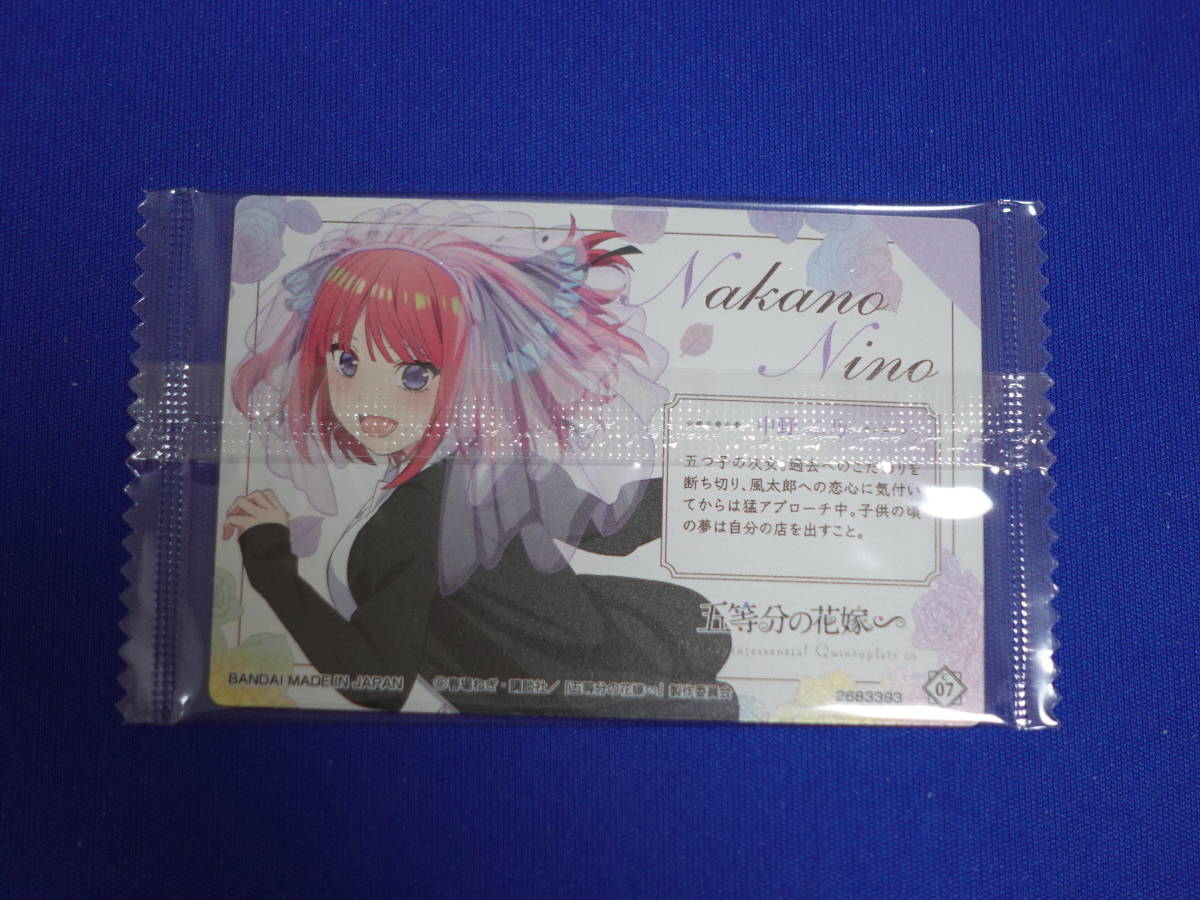 Nakano
Nino
中野
五つ子の次女。過去へのこだわりを
断ち切り、風太郎への恋心に気付い
てからは猛アプローチ中。子供の頃
の夢は自分の店を出すこと。
五等分の花嫁∽
Quintessential Quintuplets ∽
BANDAI MADE IN JAPAN
©春場ねぎ・講談社／「五等分の花嫁∽」製作委員会
2683393
C
07